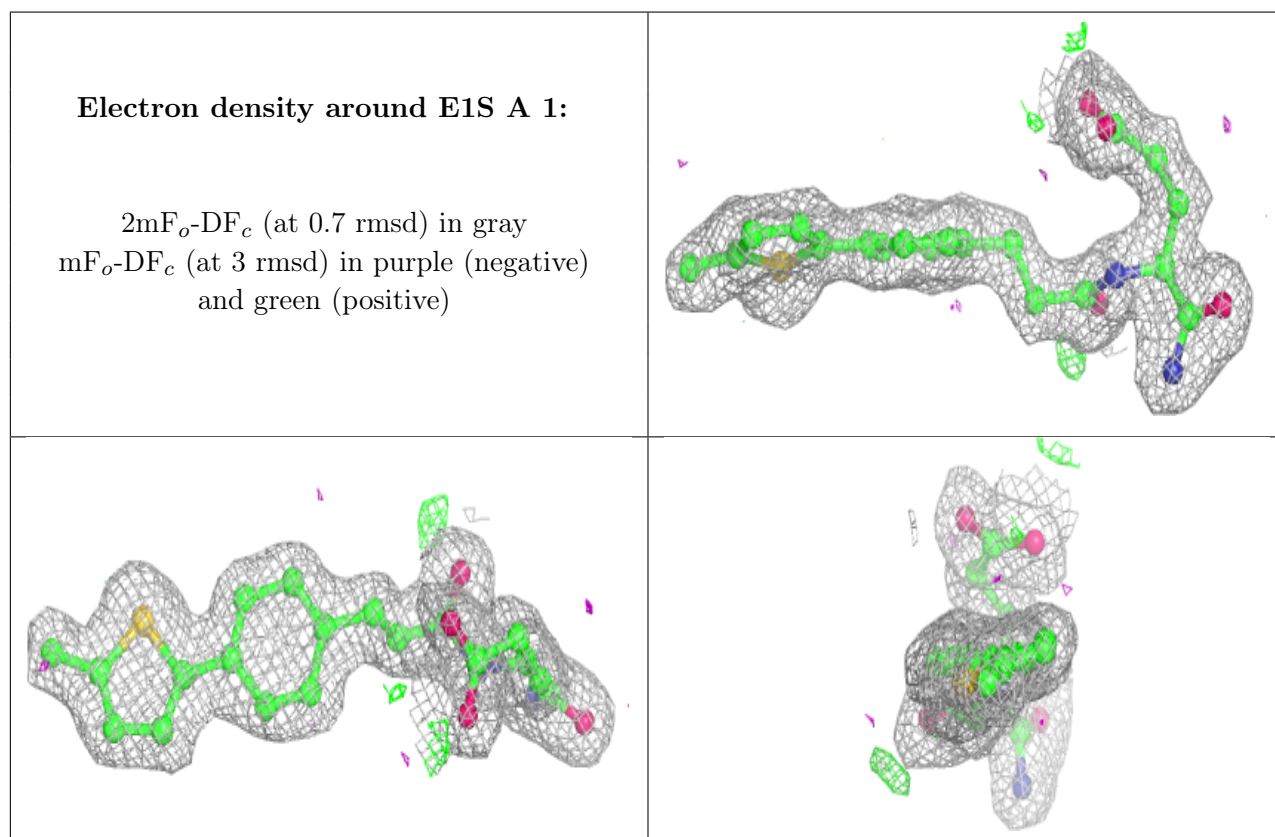 Electron density around E1S A 1:
2mFo-DFc (at 0.7 rmsd) in gray
mFo-DFc (at 3 rmsd) in purple (negative)
and green (positive)